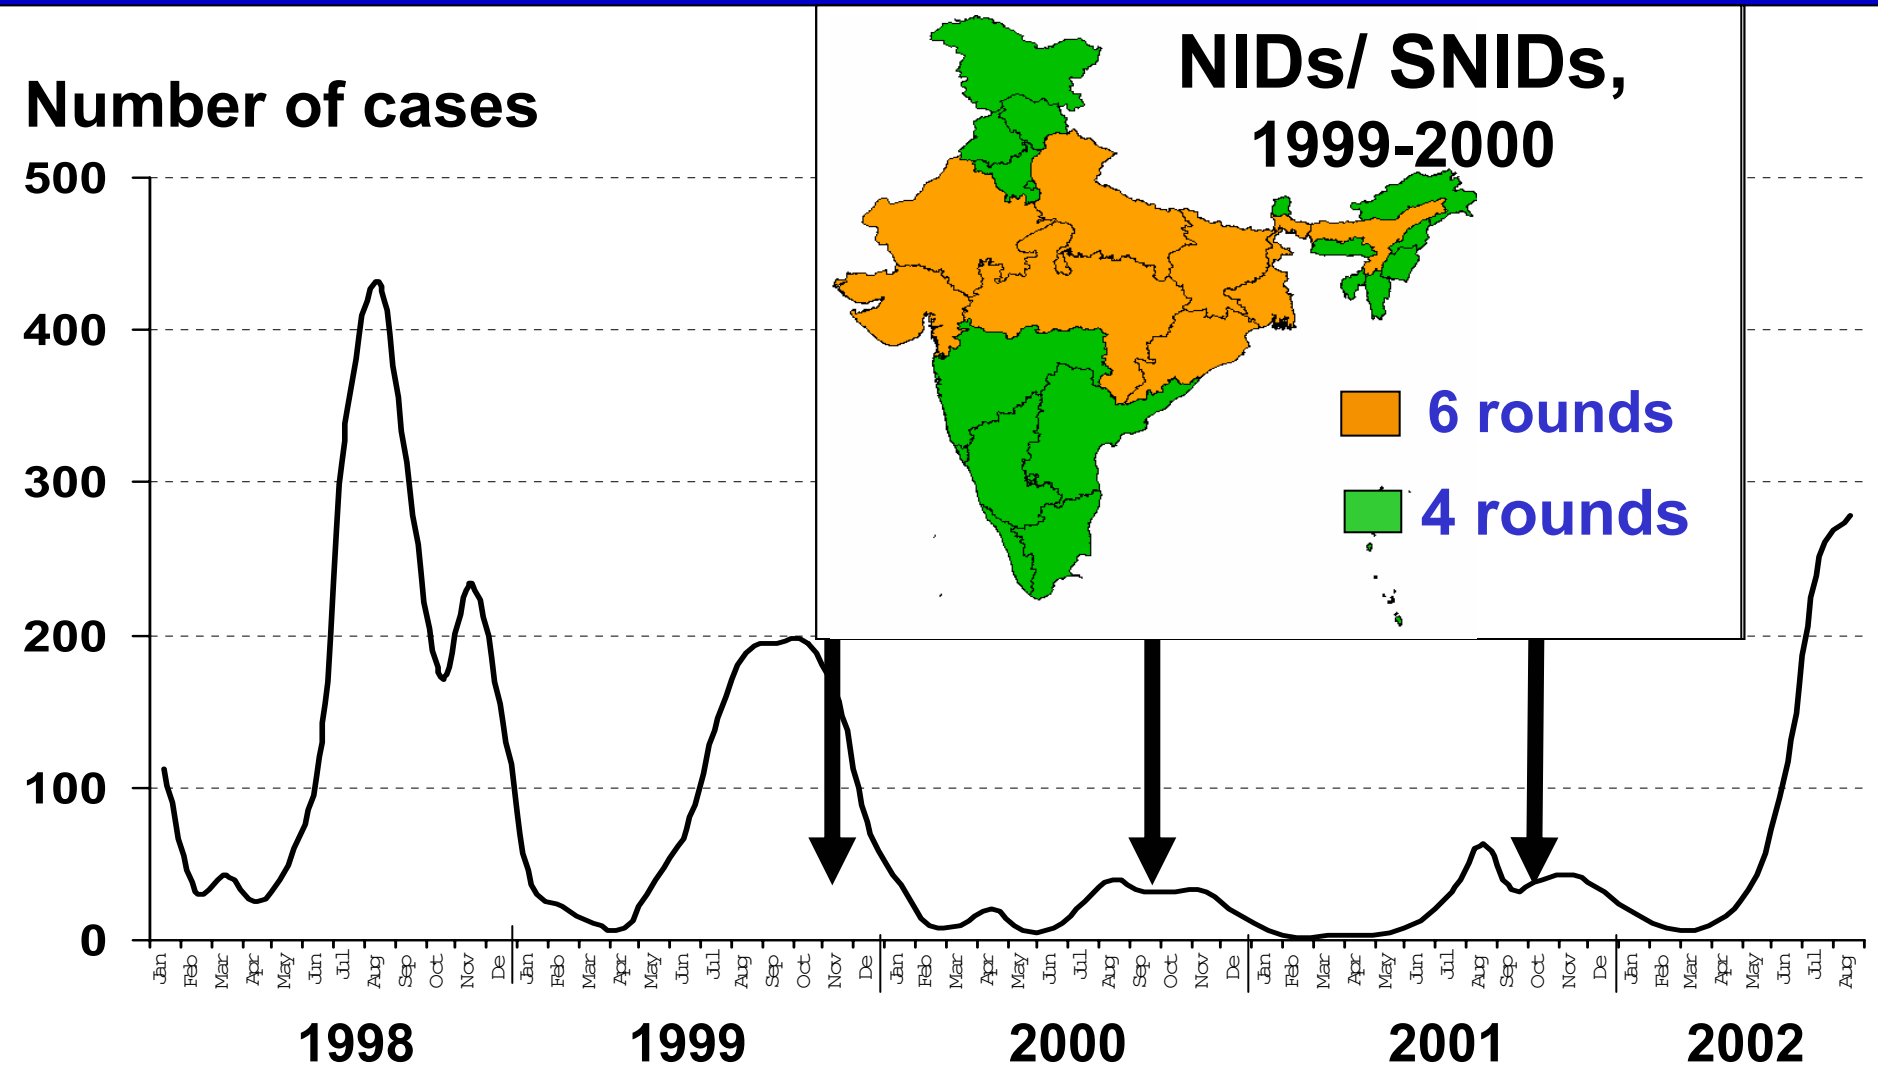 NIDs/ SNIDs,
1999-2000
Number of cases
500
400
300
200
100
0
6 rounds
4 rounds
Jan Feb Mar Apr May Jun Jul Aug Sep Oct Nov De Jan Feb Mar Apr May Jun Jul Aug Sep Oct Nov De Jan Feb Mar Apr May Jun Jul Aug Sep Oct Nov De Jan Feb Mar Apr May Jun Jul Aug Sep Oct Nov De Jan Feb Mar Apr May Jun Jul Aug
1998 1999 2000 2001 2002